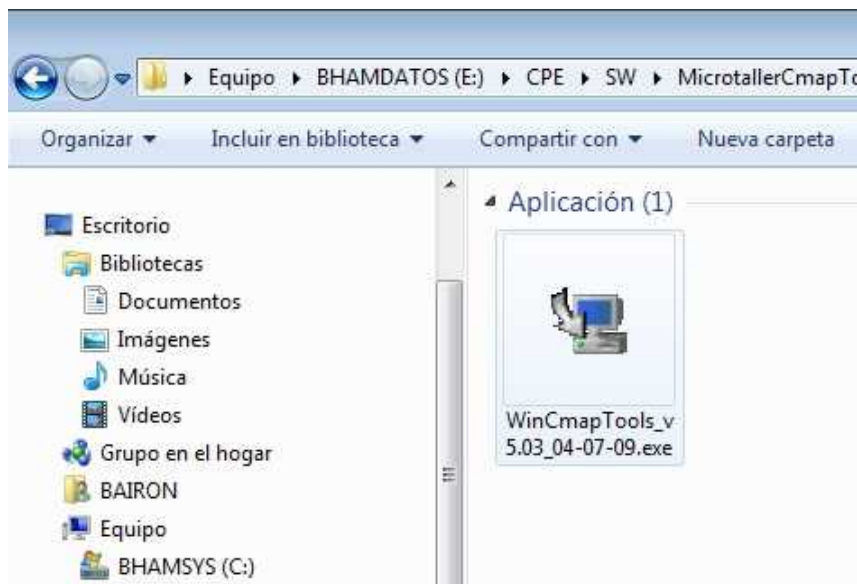 Equipo ▸ BHAMDATOS (E:) ▸ CPE ▸ SW ▸ MicrotallerCmapTo
Organizar Incluir en biblioteca Compartir con Nueva carpeta
Escritorio
Bibliotecas
Documentos
Imágenes
Música
Vídeos
Grupo en el hogar
BAIRON
Equipo
BHAMSYS (C:)
Aplicación (1)
WinCmapTools_v
5.03_04-07-09.exe